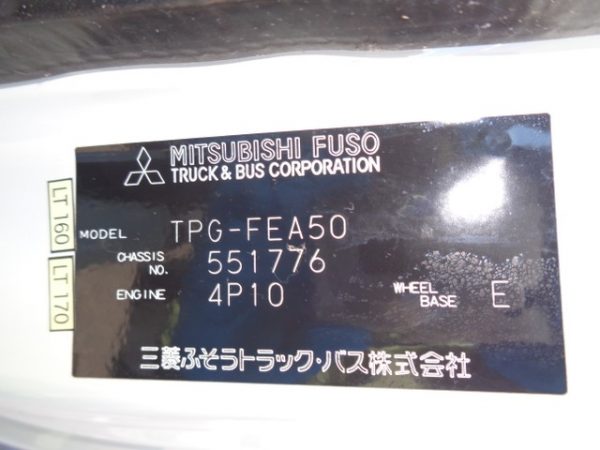 MITSUBISHI FUSO
TRUCK & BUS CORPORATION
MODEL TPG-FEA50
CHASSIS NO. 551776
ENGINE 4P10 WHEEL BASE E
三菱ふそうトラック・バス株式会社
LT 160
LT 170